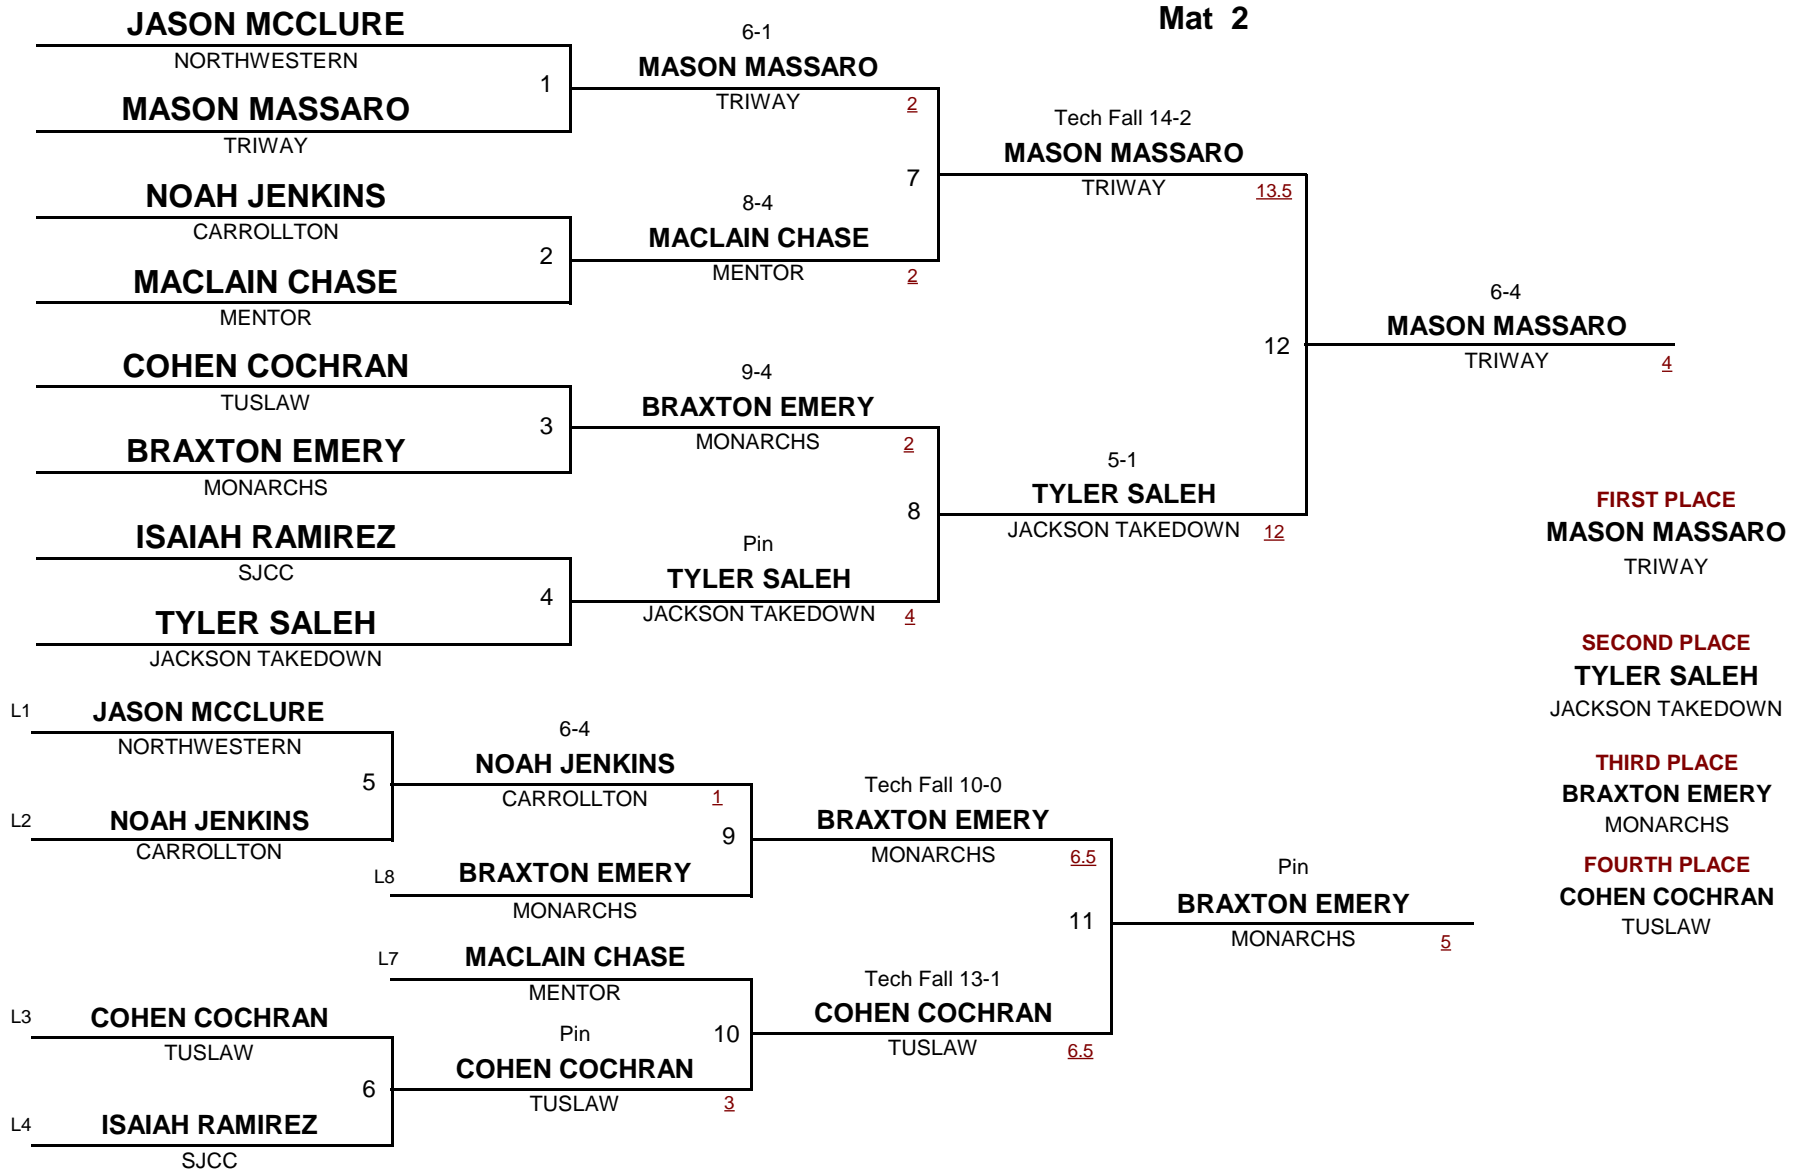 Mat 2
JASON MCCLURE
NORTHWESTERN
1
MASON MASSARO
TRIWAY
6-1
MASON MASSARO
TRIWAY 2
NOAH JENKINS
CARROLLTON
2
MACLAIN CHASE
MENTOR
8-4
MACLAIN CHASE
MENTOR 2
7
Tech Fall 14-2
MASON MASSARO
TRIWAY 13.5
COHEN COCHRAN
TUSLAW
3
BRAXTON EMERY
MONARCHS
9-4
BRAXTON EMERY
MONARCHS 2
ISAIAH RAMIREZ
SJCC
4
TYLER SALEH
JACKSON TAKEDOWN
Pin
TYLER SALEH
JACKSON TAKEDOWN 4
8
5-1
TYLER SALEH
JACKSON TAKEDOWN 12
12
6-4
MASON MASSARO
TRIWAY 4
FIRST PLACE
MASON MASSARO
TRIWAY
SECOND PLACE
TYLER SALEH
JACKSON TAKEDOWN
THIRD PLACE
BRAXTON EMERY
MONARCHS
FOURTH PLACE
COHEN COCHRAN
TUSLAW
L1 JASON MCCLURE
NORTHWESTERN
5
L2 NOAH JENKINS
CARROLLTON
6-4
NOAH JENKINS
CARROLLTON 1
9
L8 BRAXTON EMERY
MONARCHS
Tech Fall 10-0
BRAXTON EMERY
MONARCHS 6.5
L7 MACLAIN CHASE
MENTOR
L3 COHEN COCHRAN
TUSLAW
6
L4 ISAIAH RAMIREZ
SJCC
Pin
COHEN COCHRAN
TUSLAW 3
10
Tech Fall 13-1
COHEN COCHRAN
TUSLAW 6.5
11
Pin
BRAXTON EMERY
MONARCHS 5